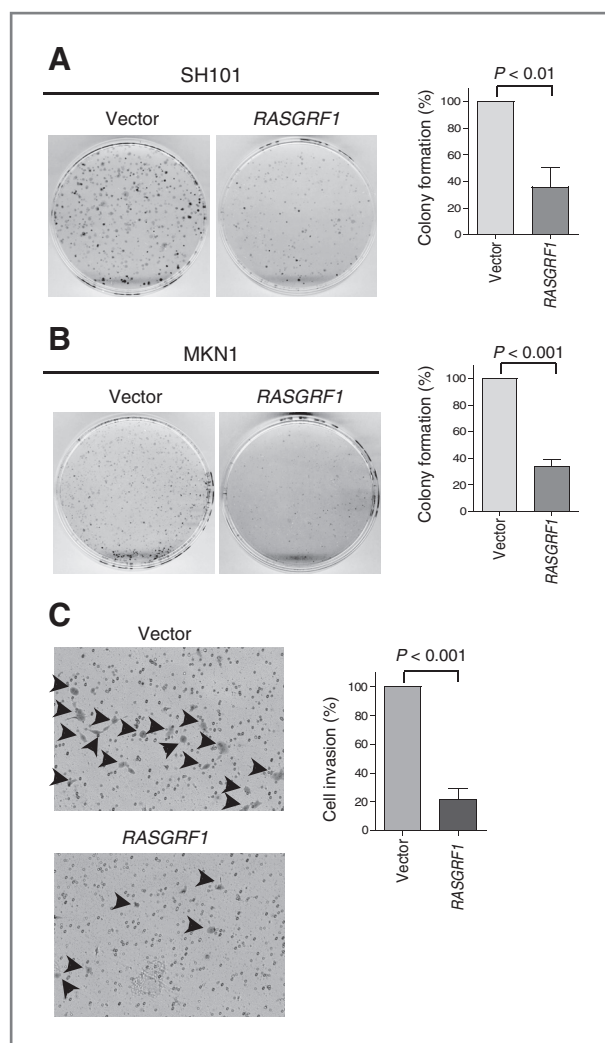 A
SH101
Vector
RASGRF1
P < 0.01
Colony formation (%)
100
80
60
40
20
0
Vector
RASGRF1
B
MKN1
Vector
RASGRF1
P < 0.001
Colony formation (%)
100
80
60
40
20
0
Vector
RASGRF1
C
Vector
RASGRF1
P < 0.001
Cell invasion (%)
100
80
60
40
20
0
Vector
RASGRF1